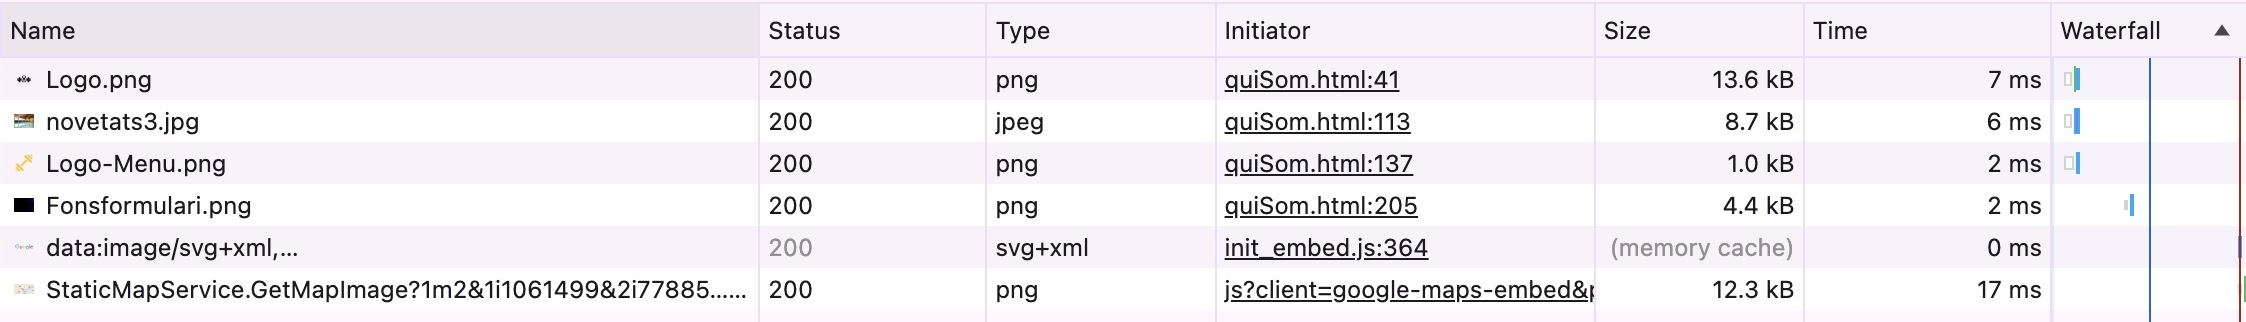 Name Status Type Initiator Size Time Waterfall
Logo.png 200 png quiSom.html:41 13.6 kB 7 ms
novetats3.jpg 200 jpeg quiSom.html:113 8.7 kB 6 ms
Logo-Menu.png 200 png quiSom.html:137 1.0 kB 2 ms
Fonsformulari.png 200 png quiSom.html:205 4.4 kB 2 ms
data:image/svg+xml,... 200 svg+xml init_embed.js:364 (memory cache) 0 ms
StaticMapService.GetMapImage?1m2&1i1061499&2i77885...... 200 png js?client=google-maps-embed&p 12.3 kB 17 ms